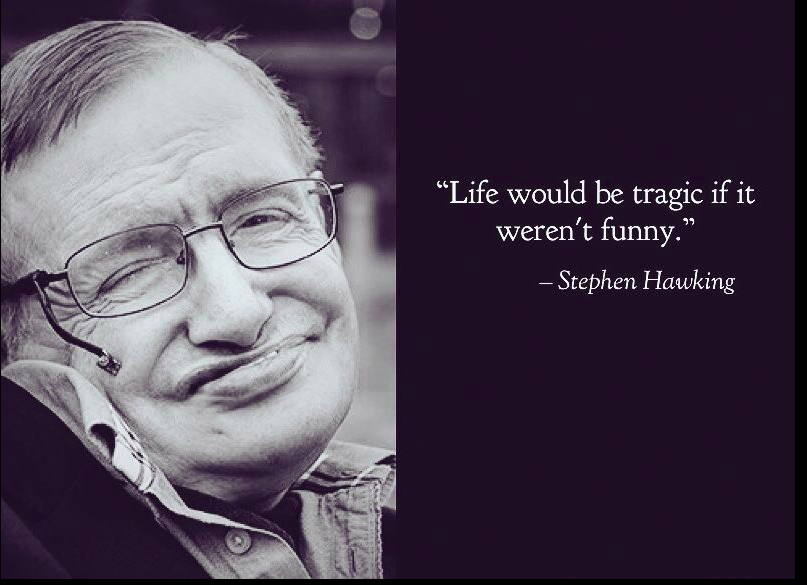 “Life would be tragic if it
weren't funny.”
– Stephen Hawking